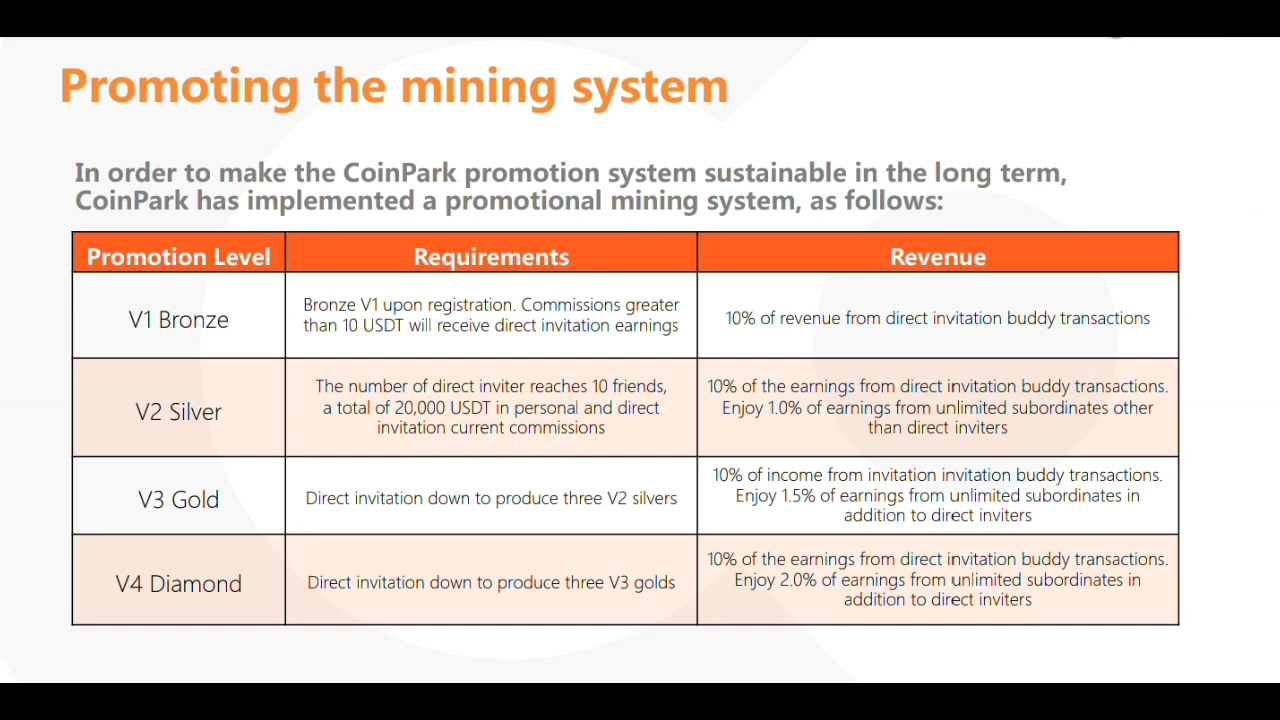 Promoting the mining system
In order to make the CoinPark promotion system sustainable in the long term,
CoinPark has implemented a promotional mining system, as follows:
Promotion Level
Requirements
Revenue
V1 Bronze
Bronze V1 upon registration. Commissions greater
than 10 USDT will receive direct invitation earnings
10% of revenue from direct invitation buddy transactions
V2 Silver
The number of direct inviter reaches 10 friends,
a total of 20,000 USDT in personal and direct
invitation current commissions
10% of the earnings from direct invitation buddy transactions.
Enjoy 1.0% of earnings from unlimited subordinates other
than direct inviters
V3 Gold
Direct invitation down to produce three V2 silvers
10% of income from invitation invitation buddy transactions.
Enjoy 1.5% of earnings from unlimited subordinates in
addition to direct inviters
V4 Diamond
Direct invitation down to produce three V3 golds
10% of the earnings from direct invitation buddy transactions.
Enjoy 2.0% of earnings from unlimited subordinates in
addition to direct inviters